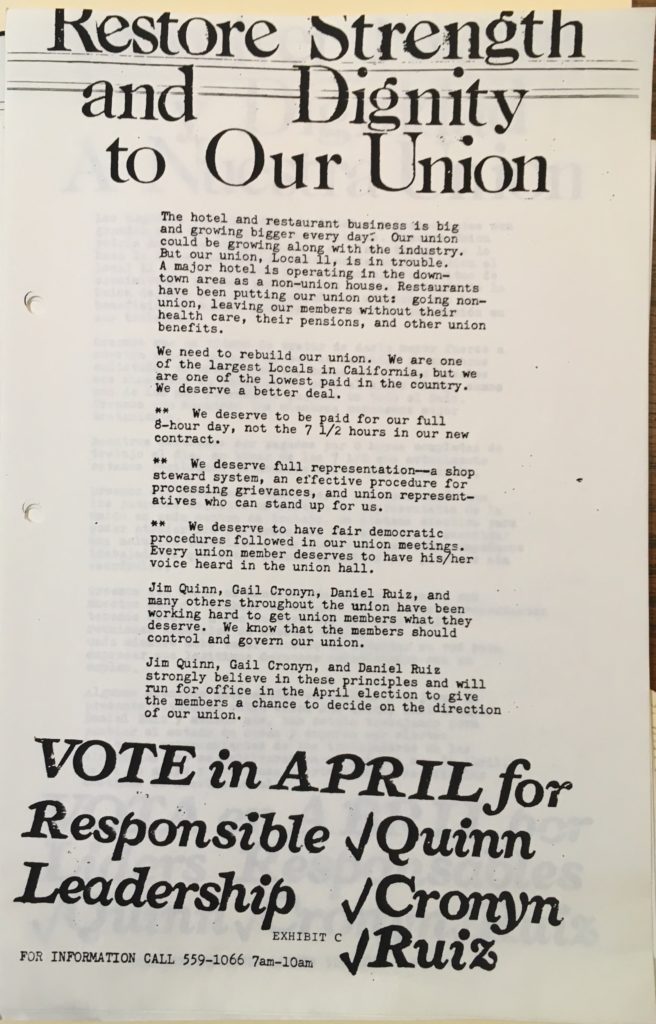 Restore Strength
and Dignity
to Our Union
The hotel and restaurant business is big
and growing bigger every day. Our union
could be growing along with the industry.
But our union, Local 11, is in trouble.
A major hotel is operating in the down-
town area as a non-union house. Restaurants
have been putting our union out: going non-
union, leaving our members without their
health care, their pensions, and other union
benefits.
We need to rebuild our union. We are one
of the largest Locals in California, but we
are one of the lowest paid in the country.
We deserve a better deal.
** We deserve to be paid for our full
8-hour day, not the 7 1/2 hours in our new
contract.
** We deserve full representation--a shop
steward system, an effective procedure for
processing grievances, and union represent-
atives who can stand up for us.
** We deserve to have fair democratic
procedures followed in our union meetings.
Every union member deserves to have his/her
voice heard in the union hall.
Jim Quinn, Gail Cronyn, Daniel Ruiz, and
many others throughout the union have been
working hard to get union members what they
deserve. We know that the members should
control and govern our union.
Jim Quinn, Gail Cronyn, and Daniel Ruiz
strongly believe in these principles and will
run for office in the April election to give
the members a chance to decide on the direction
of our union.
VOTE in APRIL for
Responsible √Quinn
Leadership √Cronyn
EXHIBIT C √Ruiz
FOR INFORMATION CALL 559-1066 7am-10am